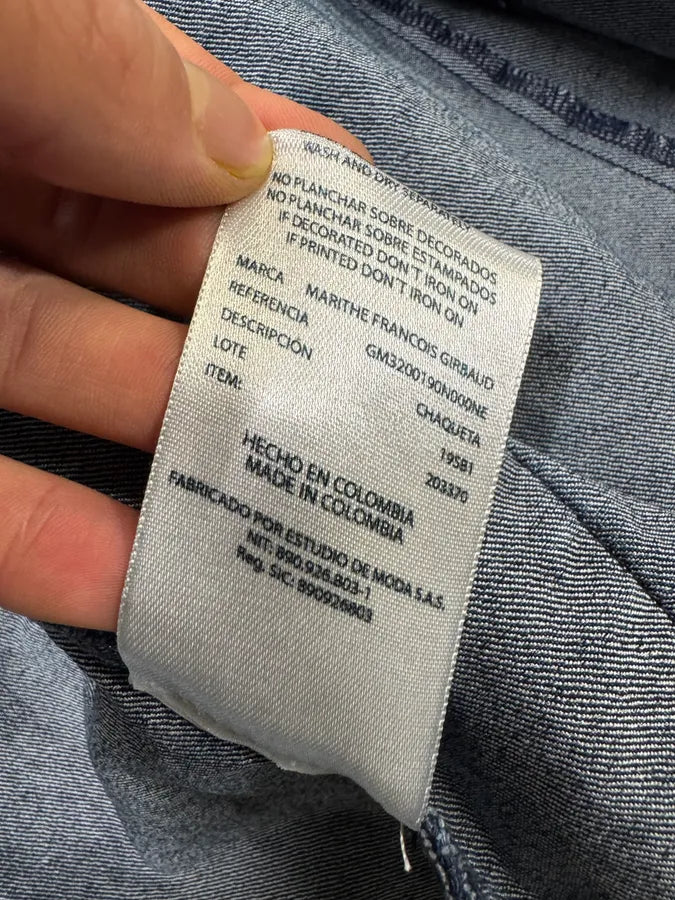 WASH AND DRY SEPARATELY
NO PLANCHAR SOBRE DECORADOS
NO PLANCHAR SOBRE ESTAMPADOS
IF DECORATED DON'T IRON ON
IF PRINTED DON'T IRON ON
MARCA MARITHE FRANCOIS GIRBAUD
REFERENCIA GM3200190N000NE
DESCRIPCIÓN CHAQUETA
LOTE 19SB1
ITEM: 203370
HECHO EN COLOMBIA
MADE IN COLOMBIA
FABRICADO POR ESTUDIO DE MODA S.A.S.
NIT: 890.926.803-1
Reg. SIC: 890926803